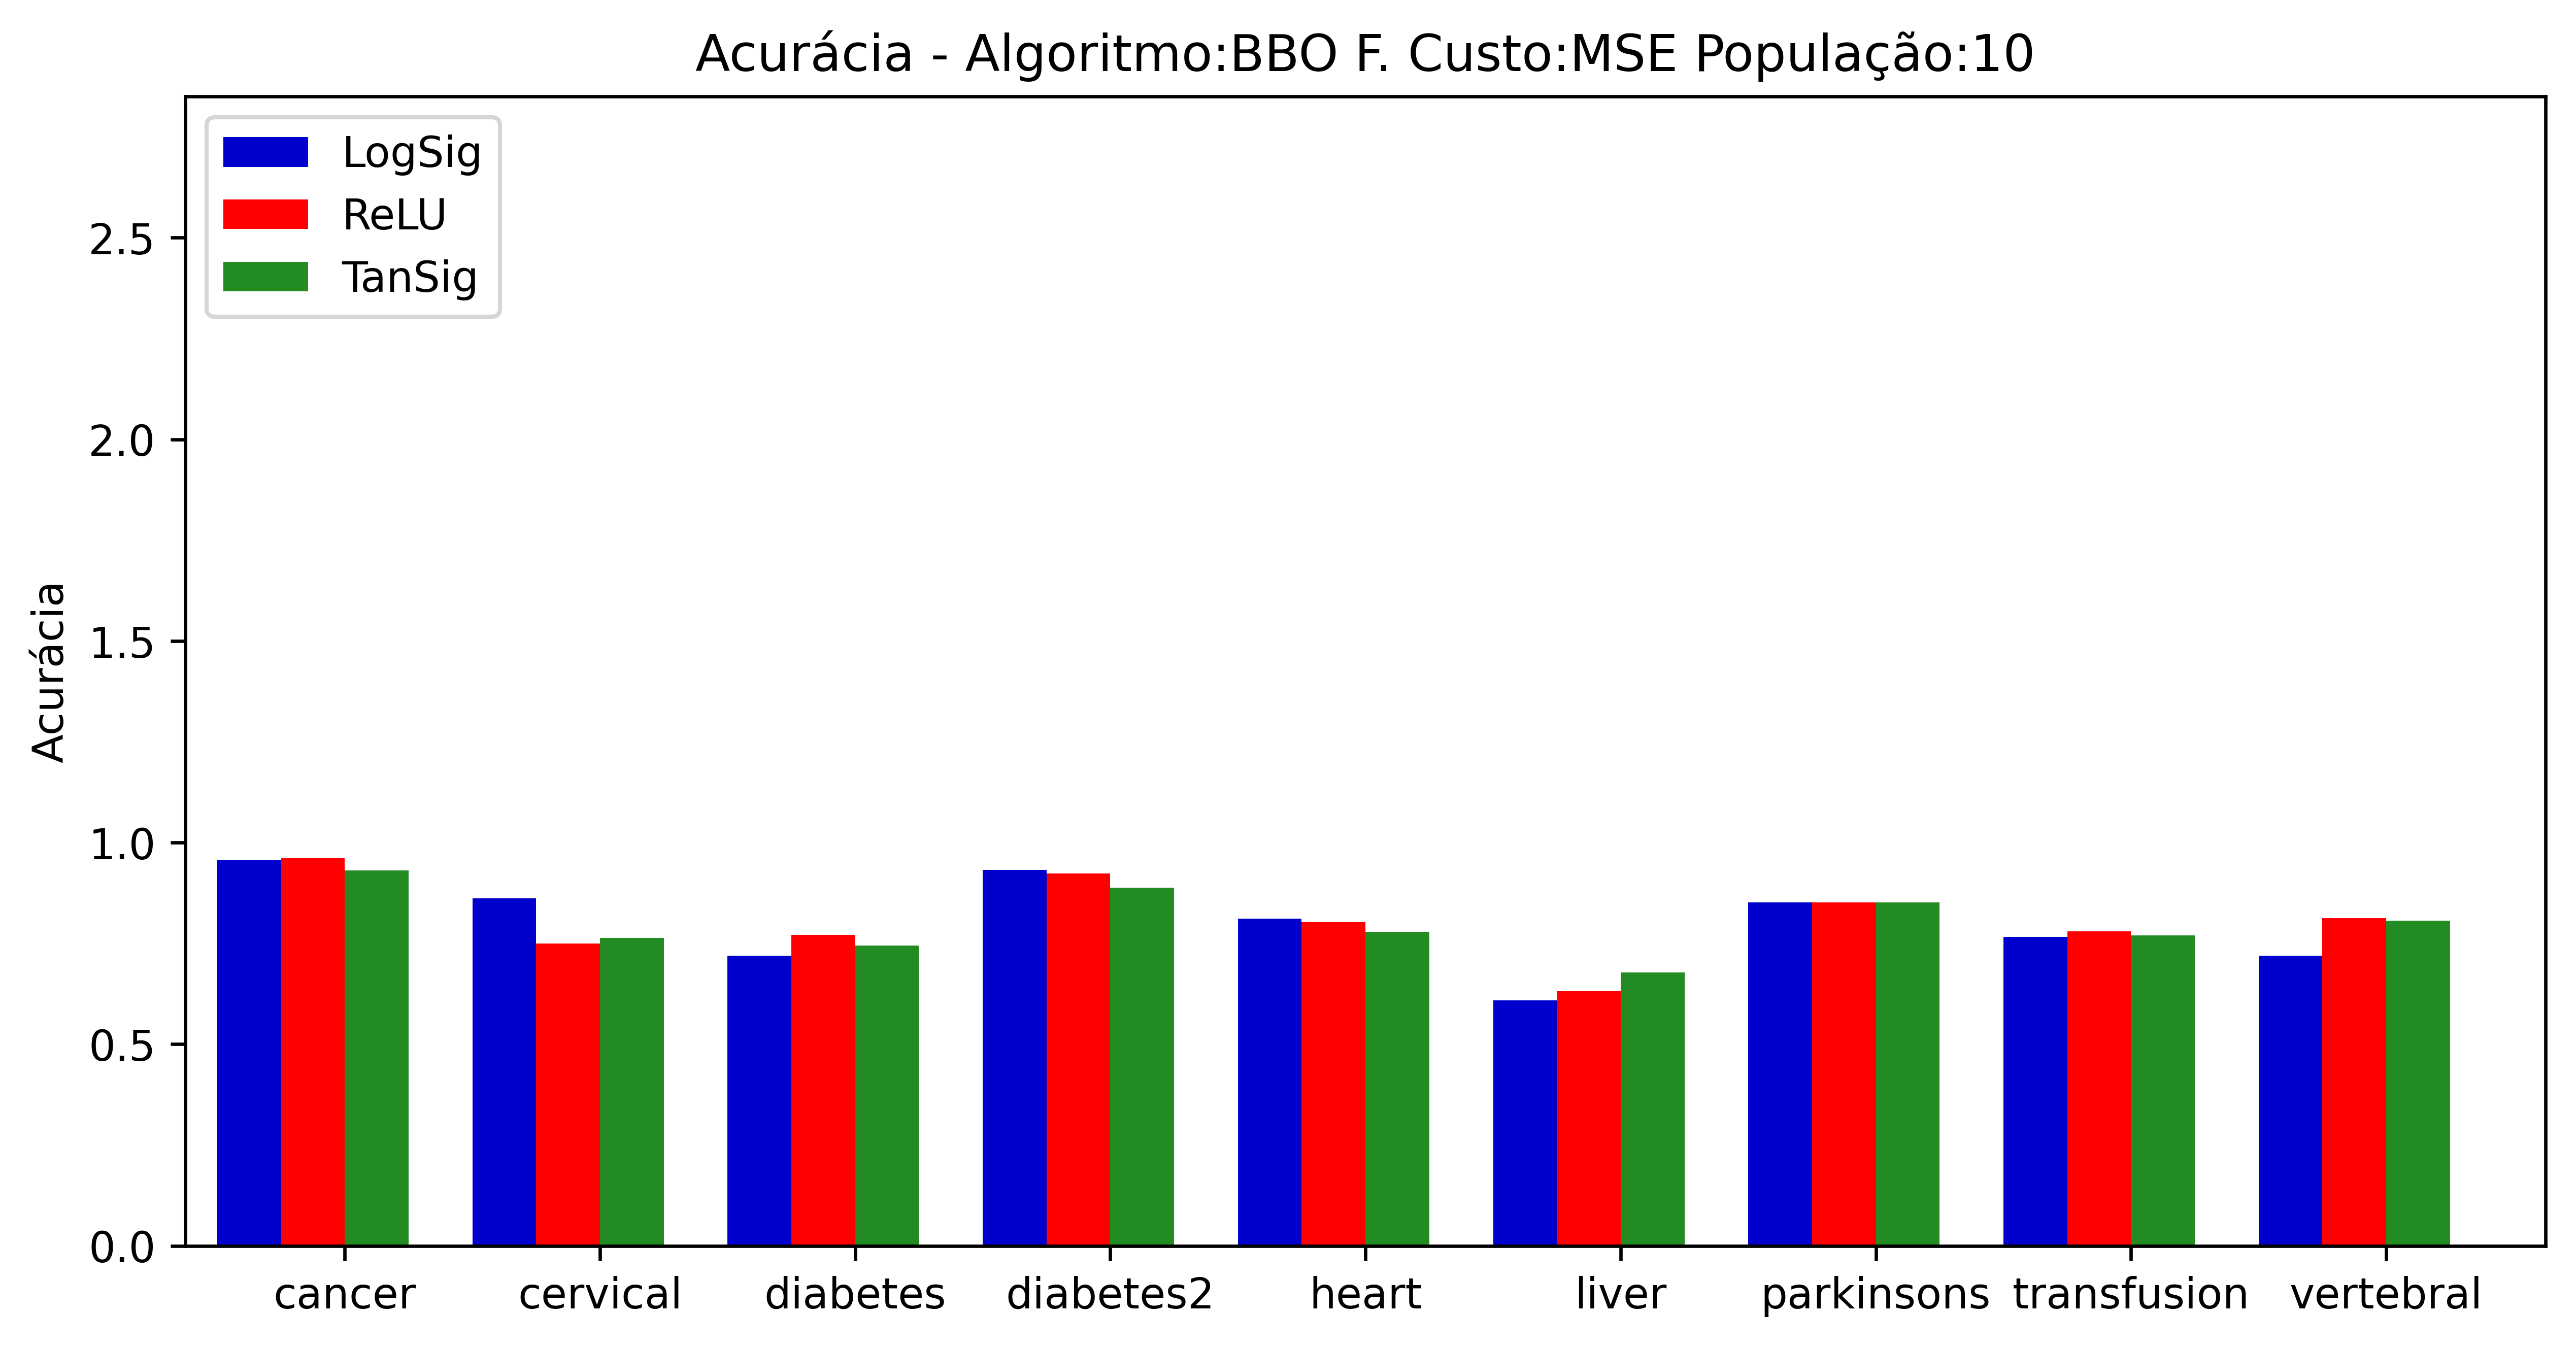 Acurácia - Algoritmo:BBO F. Custo:MSE População:10
LogSig
ReLU
TanSig
Acurácia
2.5
2.0
1.5
1.0
0.5
0.0
cancer cervical diabetes diabetes2 heart liver parkinsons transfusion vertebral